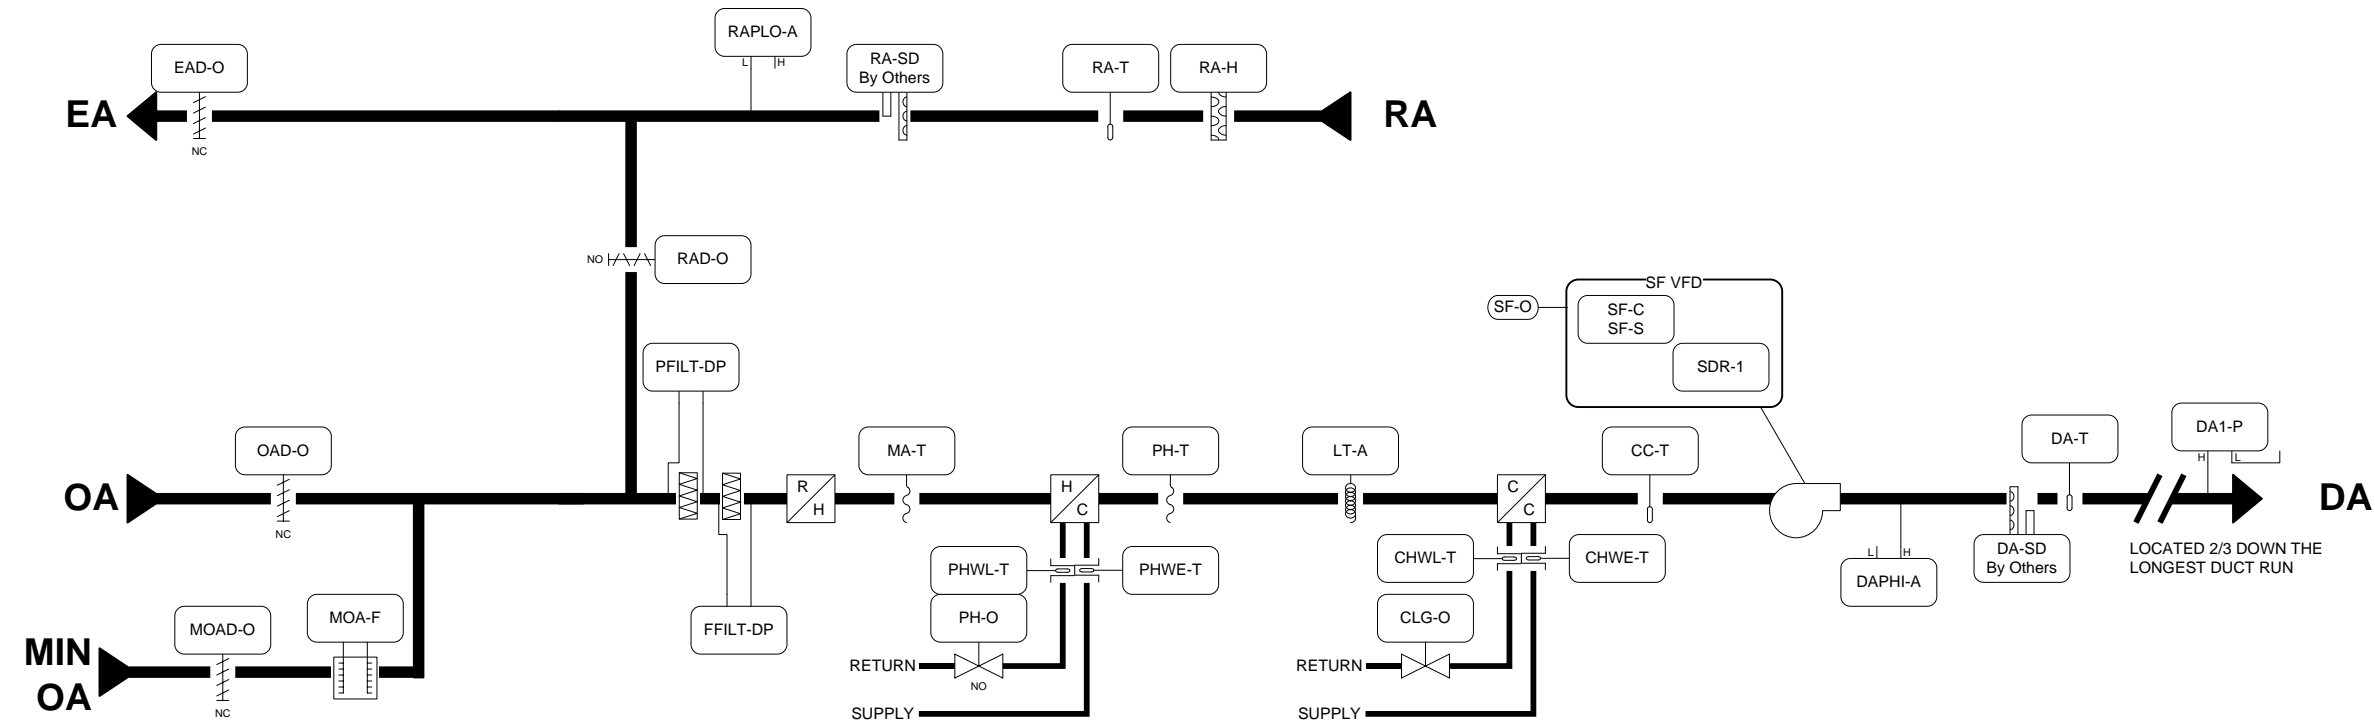 RAPLO-A
L H
EAD-O
RA-SD
By Others
RA-T
RA-H
EA
RA
NC
NO
RAD-O
SF VFD
SF-O
SF-C
SF-S
SDR-1
PFILT-DP
OAD-O
MA-T
PH-T
LT-A
CC-T
DA-T
DA1-P
H L
OA
R
H
H
C
C
C
DA
NC
LOCATED 2/3 DOWN THE
LONGEST DUCT RUN
L H
DAPHI-A
DA-SD
By Others
PHWL-T
PHWE-T
CHWL-T
CHWE-T
MOAD-O
MOA-F
FFILT-DP
PH-O
CLG-O
MIN
OA
NC
RETURN
NO
SUPPLY
RETURN
SUPPLY